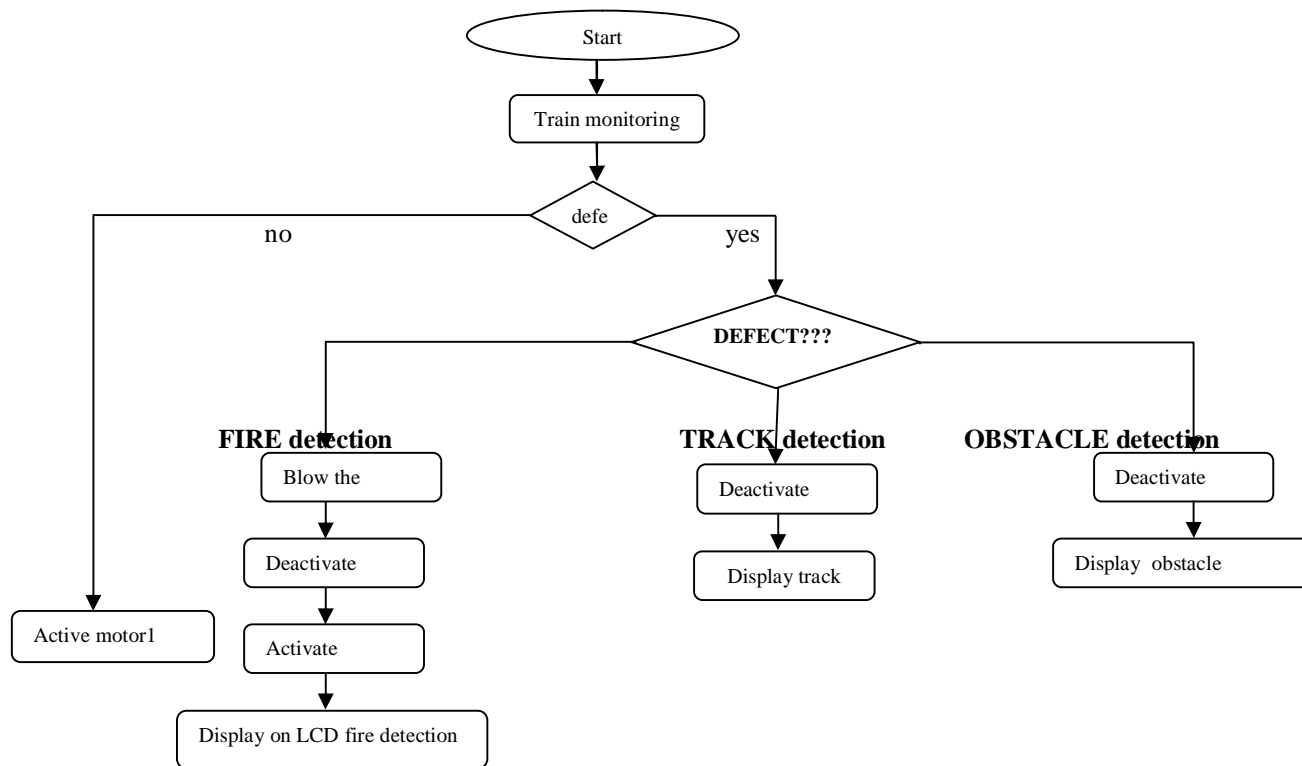 Start
Train monitoring
defe
no
yes
DEFECT???
FIRE detection
TRACK detection
OBSTACLE detection
Blow the
Deactivate
Deactivate
Deactivate
Display track
Display obstacle
Active motor1
Activate
Display on LCD fire detection